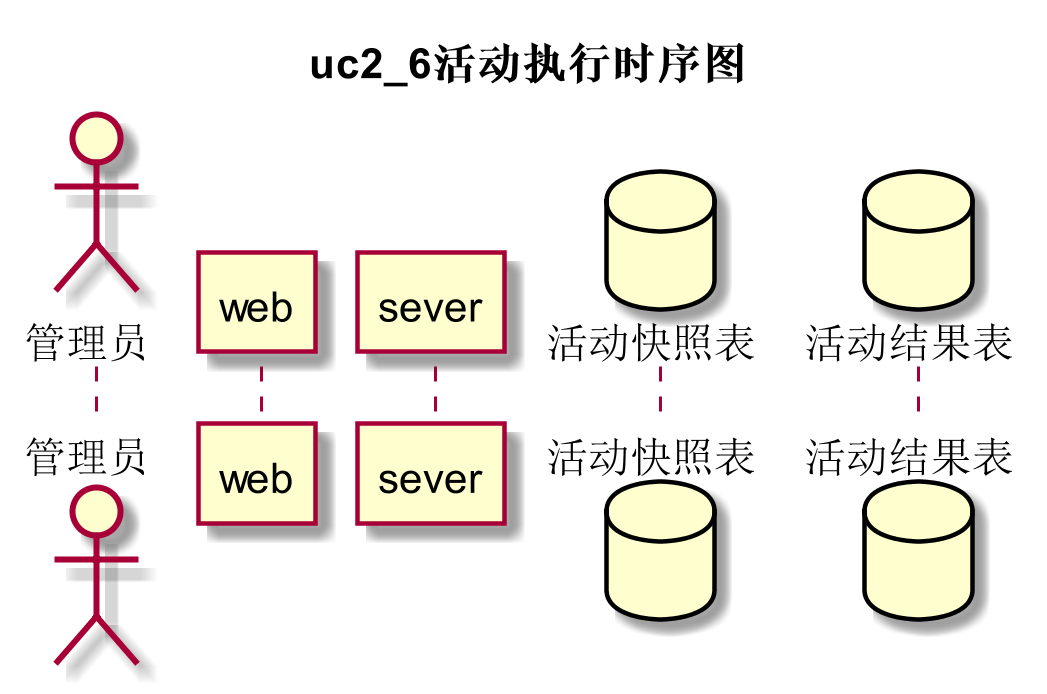 uc2_6活动执行时序图
web
sever
管理员
活动快照表
活动结果表
管理员
活动快照表
活动结果表
web
sever